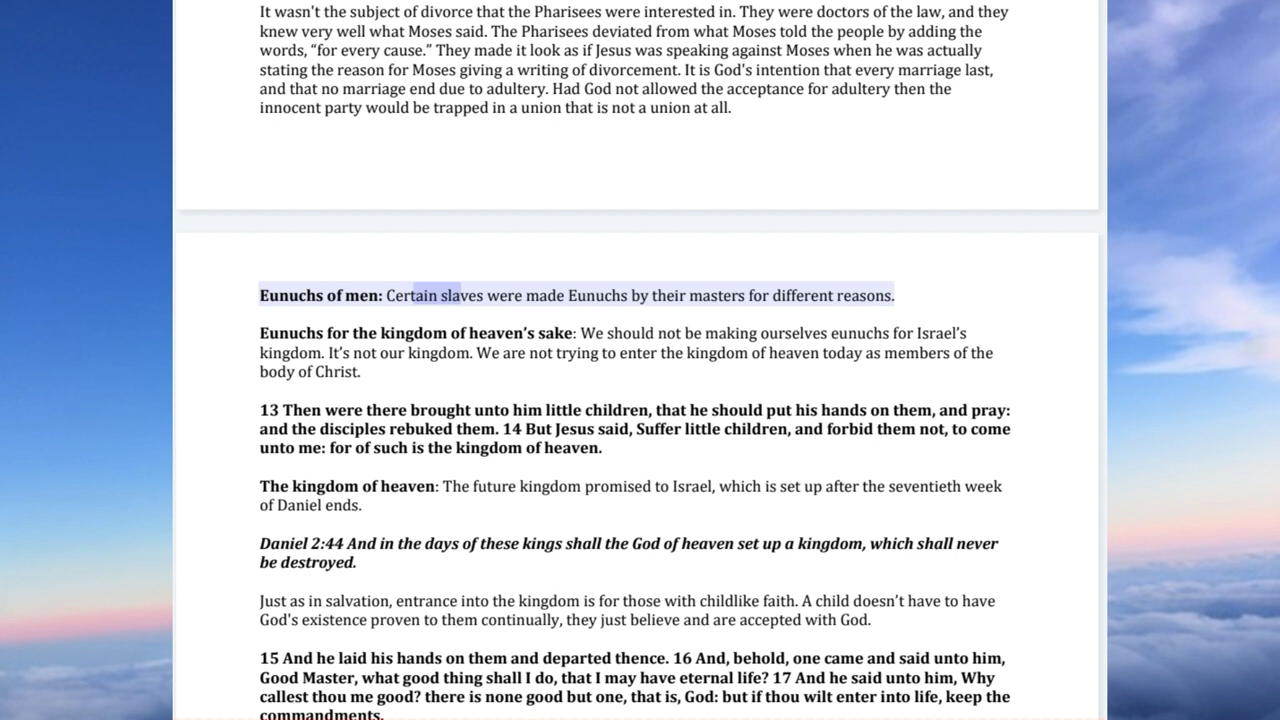 It wasn't the subject of divorce that the Pharisees were interested in. They were doctors of the law, and they
knew very well what Moses said. The Pharisees deviated from what Moses told the people by adding the
words, “for every cause.” They made it look as if Jesus was speaking against Moses when he was actually
stating the reason for Moses giving a writing of divorcement. It is God's intention that every marriage last,
and that no marriage end due to adultery. Had God not allowed the acceptance for adultery then the
innocent party would be trapped in a union that is not a union at all.
Eunuchs of men: Certain slaves were made Eunuchs by their masters for different reasons.
Eunuchs for the kingdom of heaven’s sake: We should not be making ourselves eunuchs for Israel’s
kingdom. It’s not our kingdom. We are not trying to enter the kingdom of heaven today as members of the
body of Christ.
13 Then were there brought unto him little children, that he should put his hands on them, and pray:
and the disciples rebuked them. 14 But Jesus said, Suffer little children, and forbid them not, to come
unto me: for of such is the kingdom of heaven.
The kingdom of heaven: The future kingdom promised to Israel, which is set up after the seventieth week
of Daniel ends.
Daniel 2:44 And in the days of these kings shall the God of heaven set up a kingdom, which shall never
be destroyed.
Just as in salvation, entrance into the kingdom is for those with childlike faith. A child doesn’t have to have
God's existence proven to them continually, they just believe and are accepted with God.
15 And he laid his hands on them and departed thence. 16 And, behold, one came and said unto him,
Good Master, what good thing shall I do, that I may have eternal life? 17 And he said unto him, Why
callest thou me good? there is none good but one, that is, God: but if thou wilt enter into life, keep the
commandments.